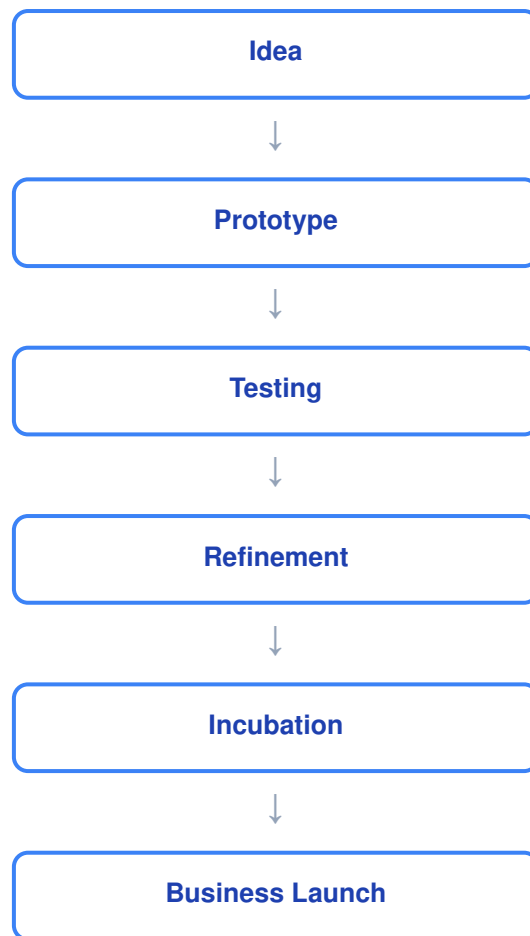 Idea
↓
Prototype
↓
Testing
↓
Refinement
↓
Incubation
↓
Business Launch